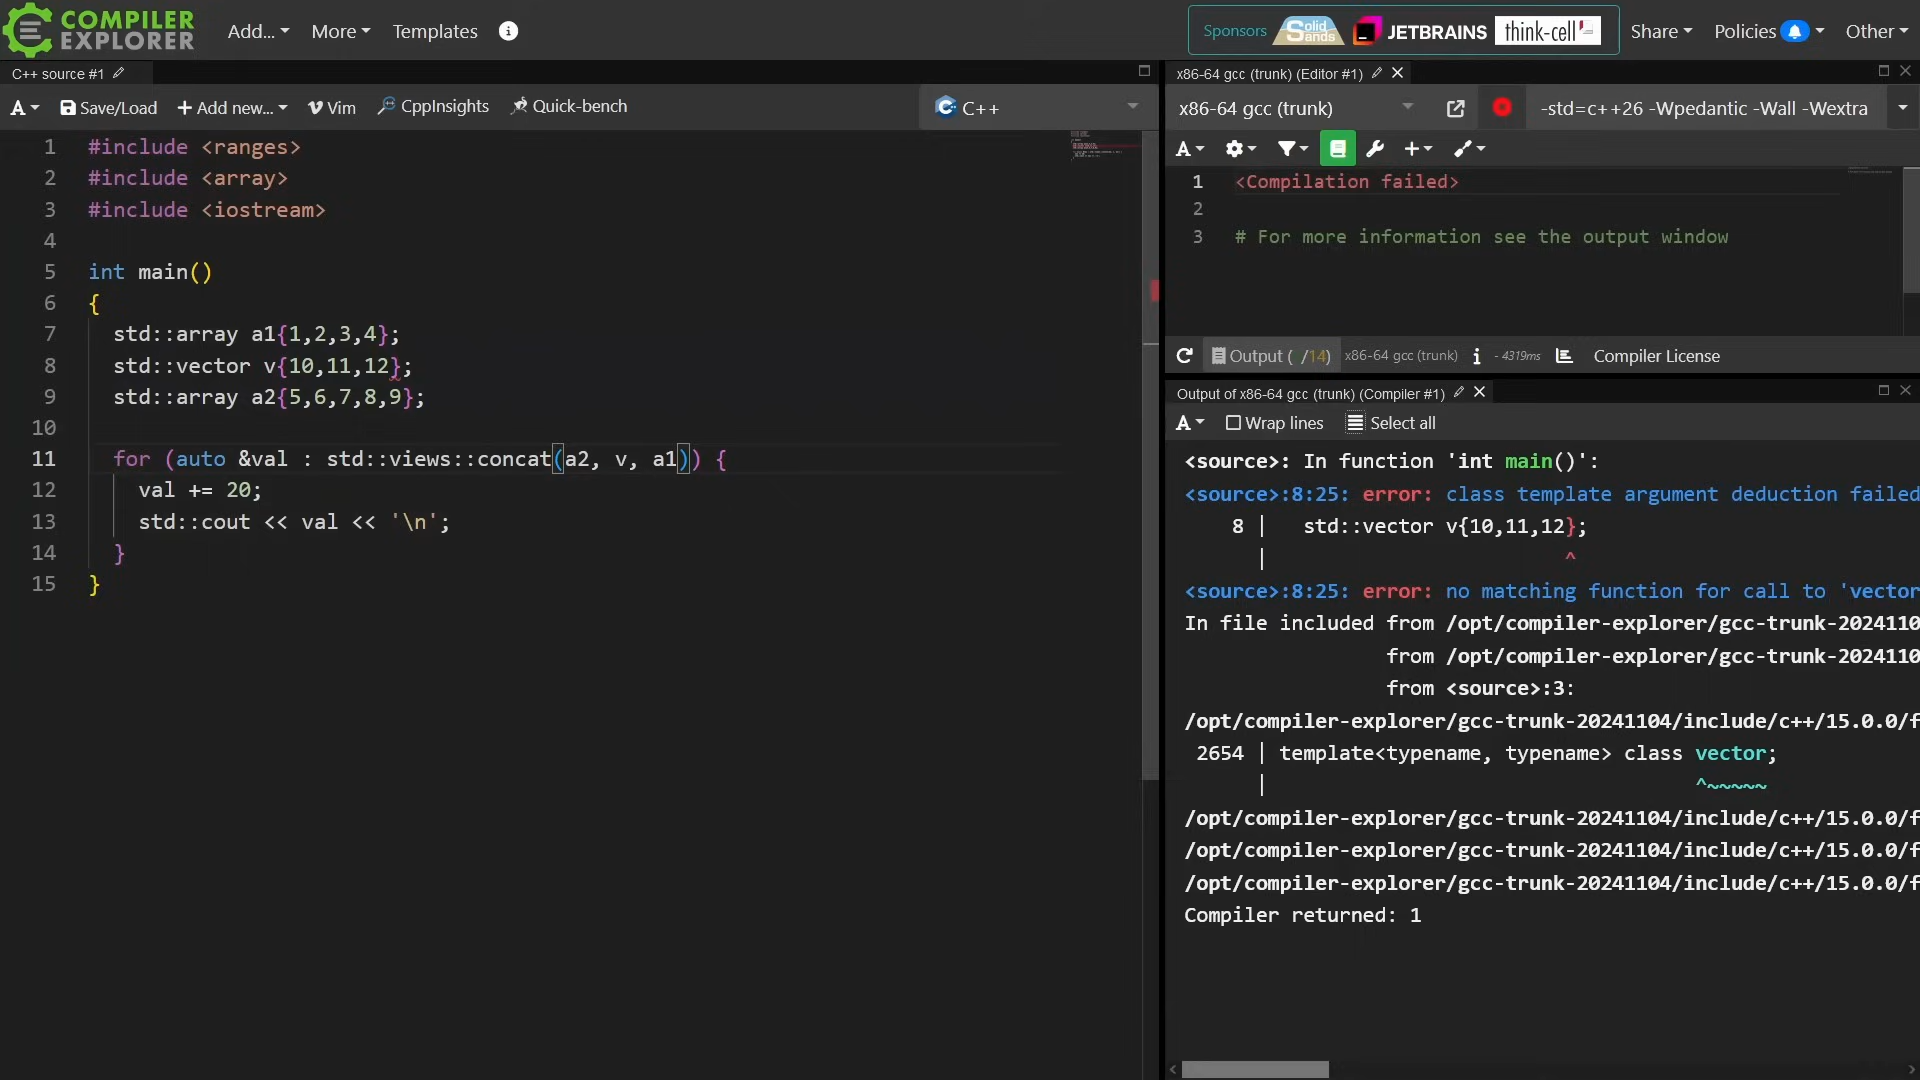 COMPILER EXPLORER Add... More Templates Sponsors Solid Sands JETBRAINS think-cell Share Policies Other
C++ source #1
A Save/Load + Add new... Vim CppInsights Quick-bench C++
1 #include <ranges>
2 #include <array>
3 #include <iostream>
4
5 int main()
6 {
7 std::array a1{1,2,3,4};
8 std::vector v{10,11,12};
9 std::array a2{5,6,7,8,9};
10
11 for (auto &val : std::views::concat(a2, v, a1)) {
12 val += 20;
13 std::cout << val << '\n';
14 }
15 }
x86-64 gcc (trunk) (Editor #1)
x86-64 gcc (trunk) -std=c++26 -Wpedantic -Wall -Wextra
A
1 <Compilation failed>
2
3 # For more information see the output window
Output ( /14) x86-64 gcc (trunk) i - 4319ms Compiler License
Output of x86-64 gcc (trunk) (Compiler #1)
A Wrap lines Select all
<source>: In function 'int main()':
<source>:8:25: error: class template argument deduction failed
8 | std::vector v{10,11,12};
| ^
<source>:8:25: error: no matching function for call to 'vector
In file included from /opt/compiler-explorer/gcc-trunk-2024110
from /opt/compiler-explorer/gcc-trunk-2024110
from <source>:3:
/opt/compiler-explorer/gcc-trunk-20241104/include/c++/15.0.0/f
2654 | template<typename, typename> class vector;
| ^~~~~~
/opt/compiler-explorer/gcc-trunk-20241104/include/c++/15.0.0/f
/opt/compiler-explorer/gcc-trunk-20241104/include/c++/15.0.0/f
/opt/compiler-explorer/gcc-trunk-20241104/include/c++/15.0.0/f
Compiler returned: 1